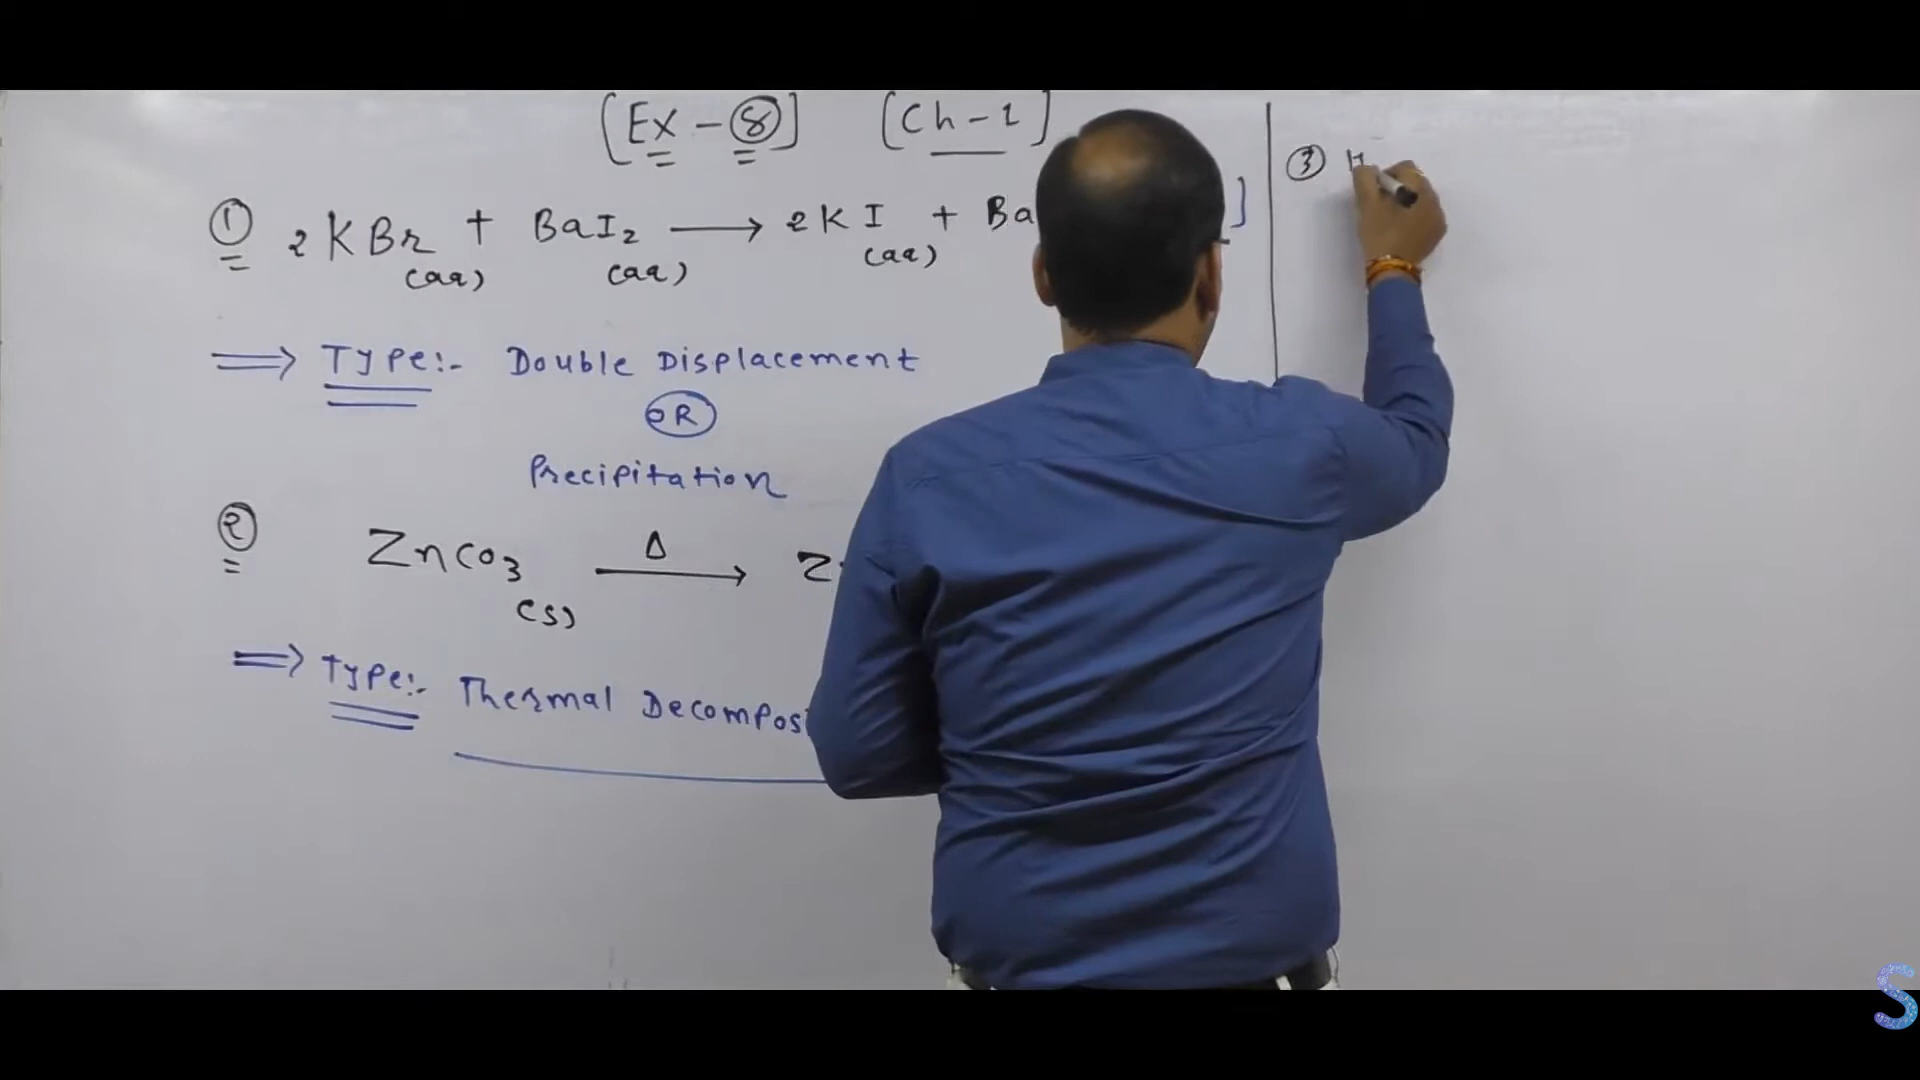 [Ex - 8] [Ch - 1]
① 2KBr + BaI2 ⟶ 2KI + Ba ]
(aq) (aq) (aq)
⟹ Type:- Double Displacement
OR
Precipitation
② ZnCO3 Δ⟶ Z
(s)
⟹ Type:- Thermal Decomposi
③ H
S